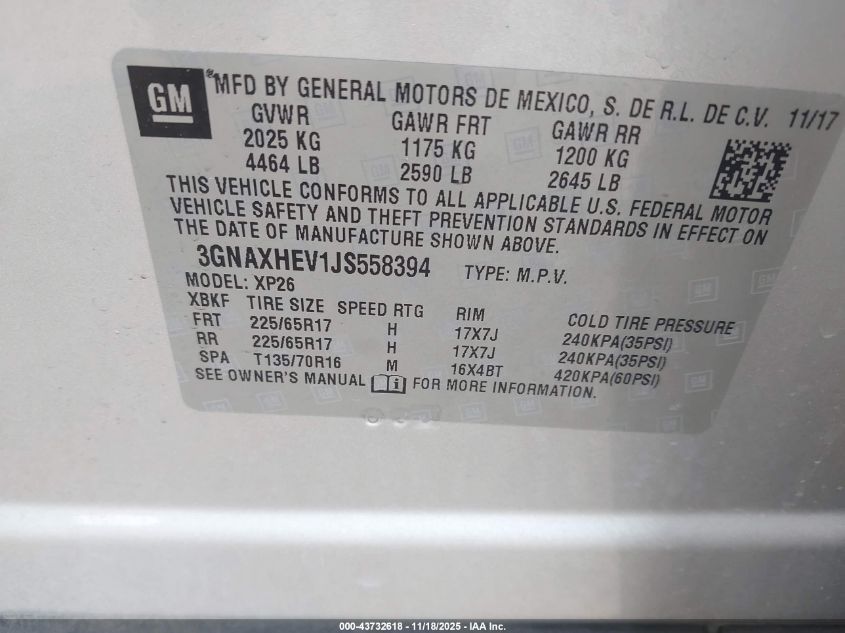 GM
® MFD BY GENERAL MOTORS DE MEXICO, S. DE R.L. DE C.V. 11/17
GVWR GAWR FRT GAWR RR
2025 KG 1175 KG 1200 KG
4464 LB 2590 LB 2645 LB
THIS VEHICLE CONFORMS TO ALL APPLICABLE U.S. FEDERAL MOTOR
VEHICLE SAFETY AND THEFT PREVENTION STANDARDS IN EFFECT ON
THE DATE OF MANUFACTURE SHOWN ABOVE.
3GNAXHEV1JS558394 TYPE: M.P.V.
MODEL: XP26
XBKF TIRE SIZE SPEED RTG RIM COLD TIRE PRESSURE
FRT 225/65R17 H 17X7J 240KPA(35PSI)
RR 225/65R17 H 17X7J 240KPA(35PSI)
SPA T135/70R16 M 16X4BT 420KPA(60PSI)
SEE OWNER'S MANUAL i FOR MORE INFORMATION.
000-43732618 - 11/18/2025 - IAA Inc.